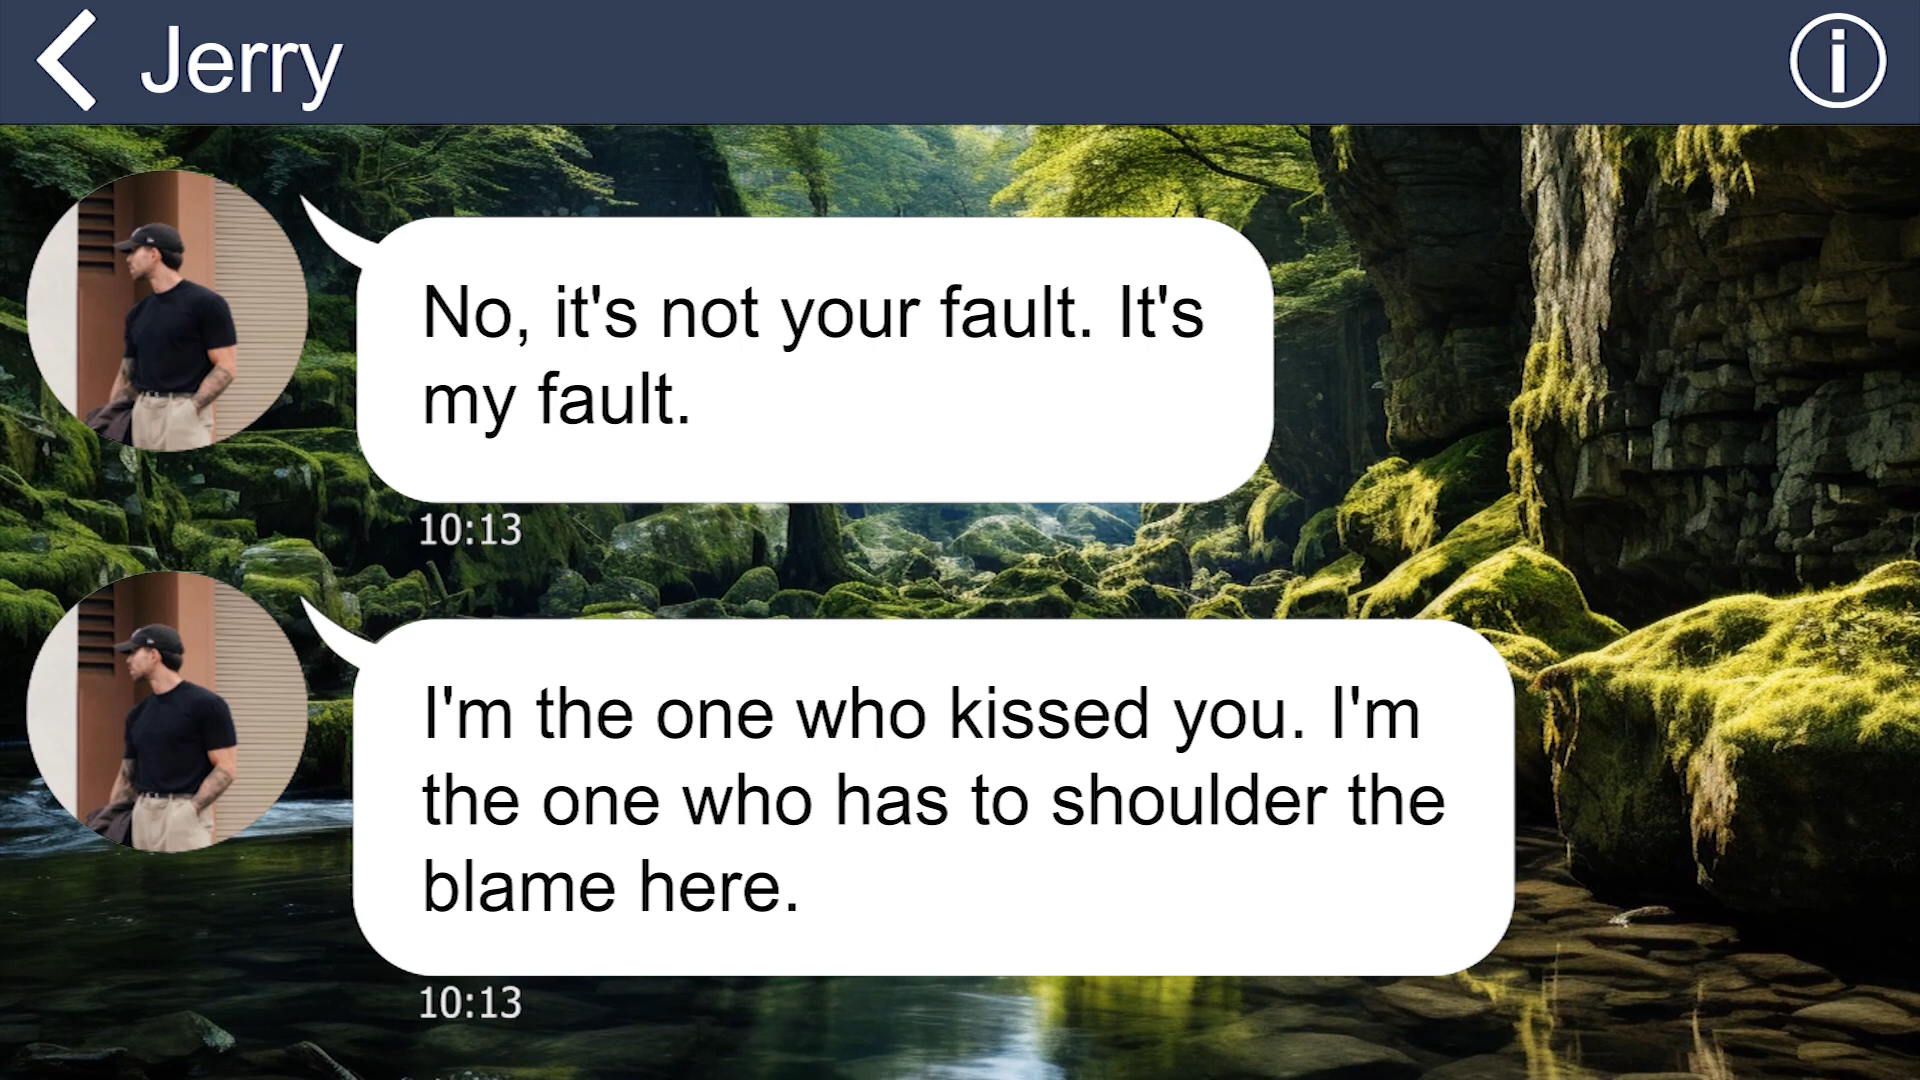 Jerry
No, it's not your fault. It's
my fault.
10:13
I'm the one who kissed you. I'm
the one who has to shoulder the
blame here.
10:13